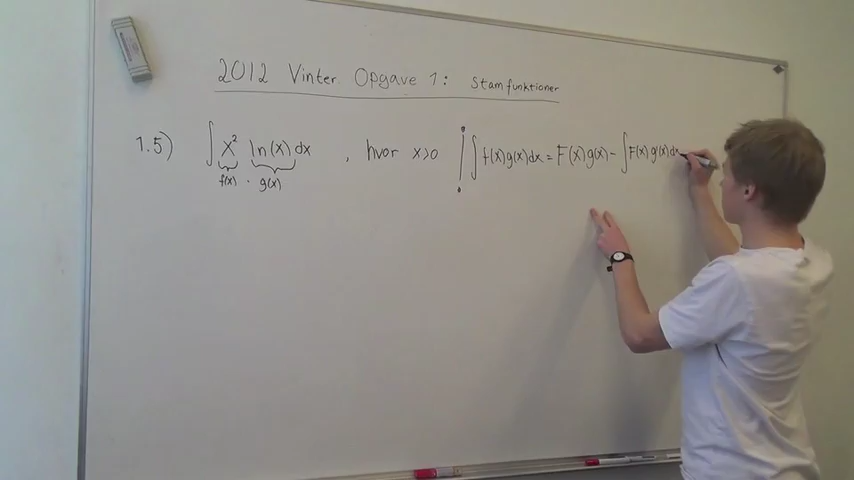 2012 Vinter Opgave 1: Stamfunktioner
1.5) ∫ x² ln(x) dx , hvor x>0 ∫ f(x)g(x)dx = F(x)g(x) - ∫ F(x)g'(x)dx
f(x) · g(x)